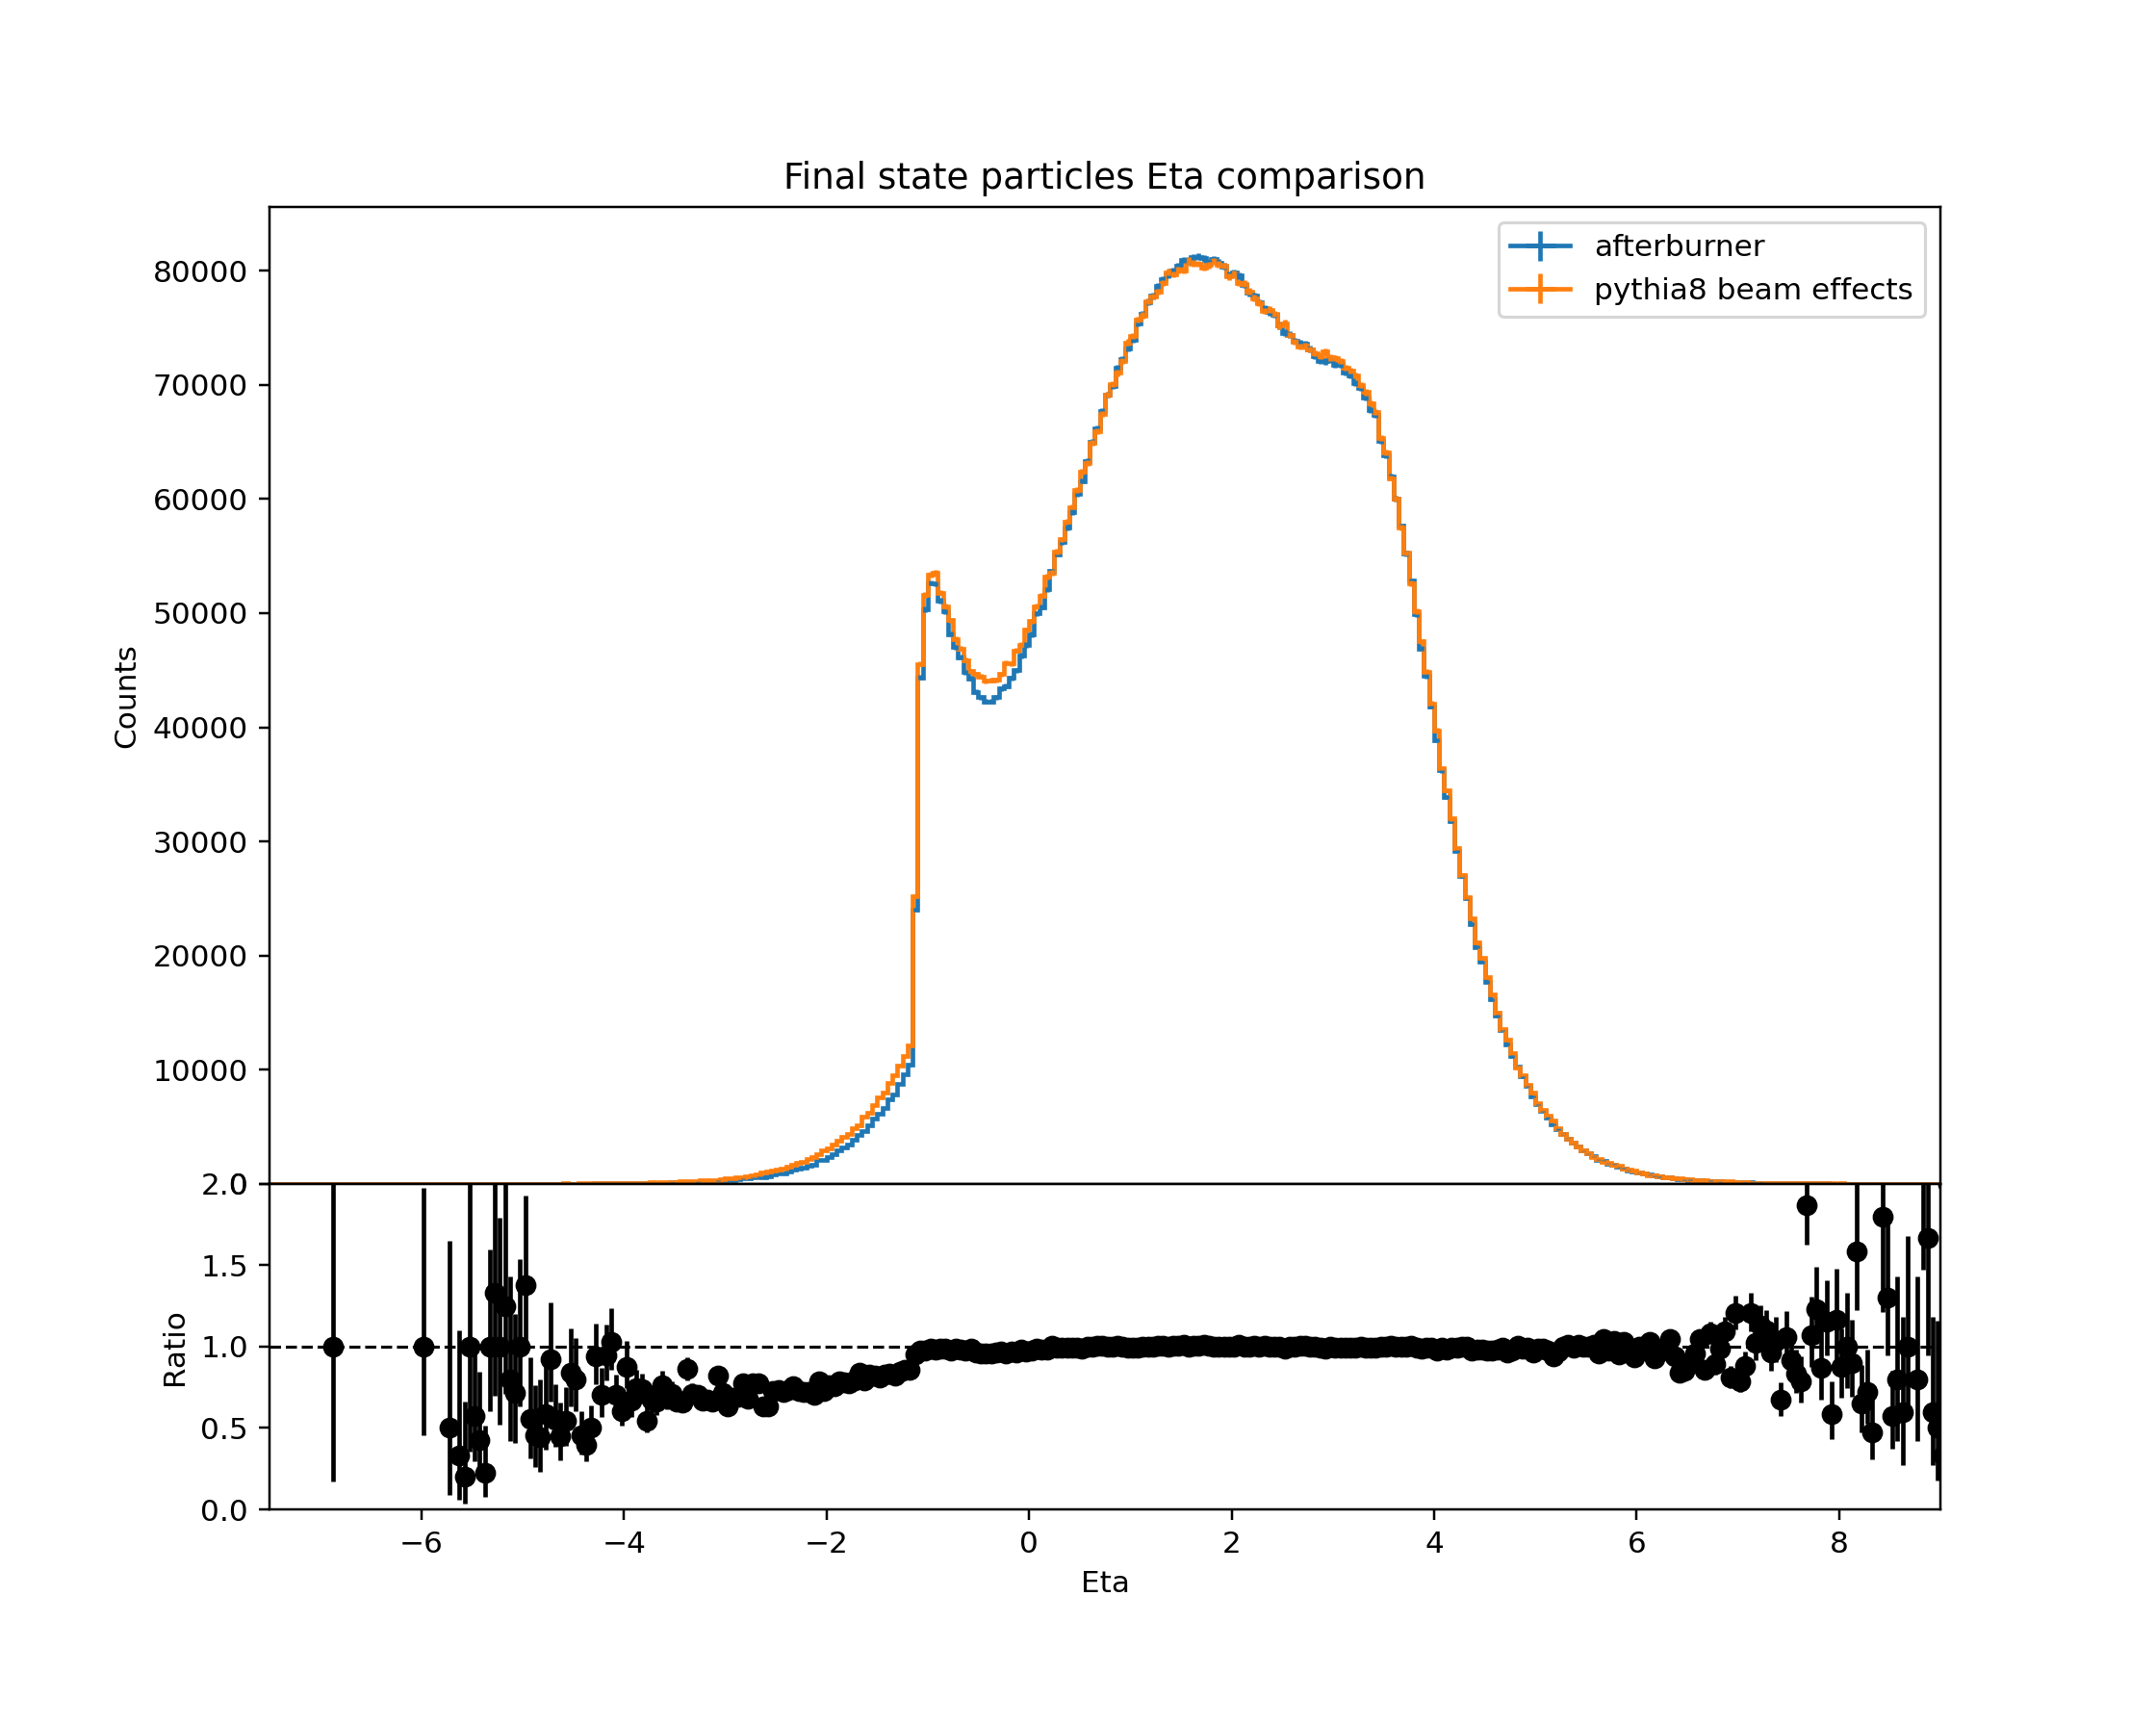 Final state particles Eta comparison
afterburner
pythia8 beam effects
80000
70000
60000
50000
40000
30000
20000
10000
Counts
2.0
1.5
1.0
0.5
0.0
Ratio
−6 −4 −2 0 2 4 6 8
Eta